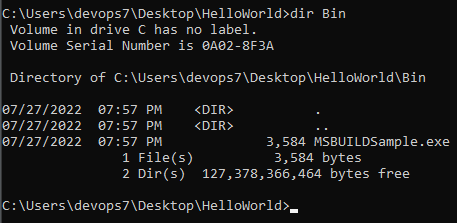 C:\Users\devops7\Desktop\HelloWorld>dir Bin
 Volume in drive C has no label.
 Volume Serial Number is 0A02-8F3A

 Directory of C:\Users\devops7\Desktop\HelloWorld\Bin

07/27/2022  07:57 PM    <DIR>          .
07/27/2022  07:57 PM    <DIR>          ..
07/27/2022  07:57 PM             3,584 MSBUILDSample.exe
               1 File(s)          3,584 bytes
               2 Dir(s)  127,378,366,464 bytes free

C:\Users\devops7\Desktop\HelloWorld>